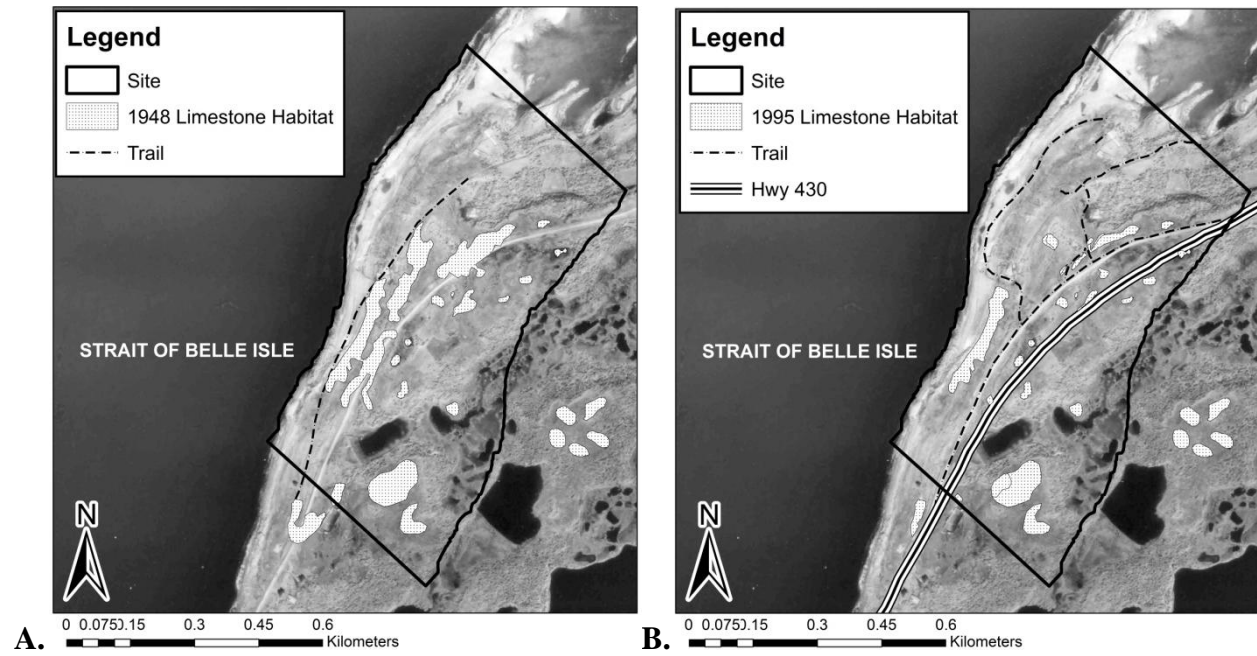 Legend
Site
1948 Limestone Habitat
Trail
STRAIT OF BELLE ISLE
N
0 0.075 0.15 0.3 0.45 0.6
Kilometers
A.
Legend
Site
1995 Limestone Habitat
Trail
Hwy 430
STRAIT OF BELLE ISLE
N
0 0.075 0.15 0.3 0.45 0.6
Kilometers
B.